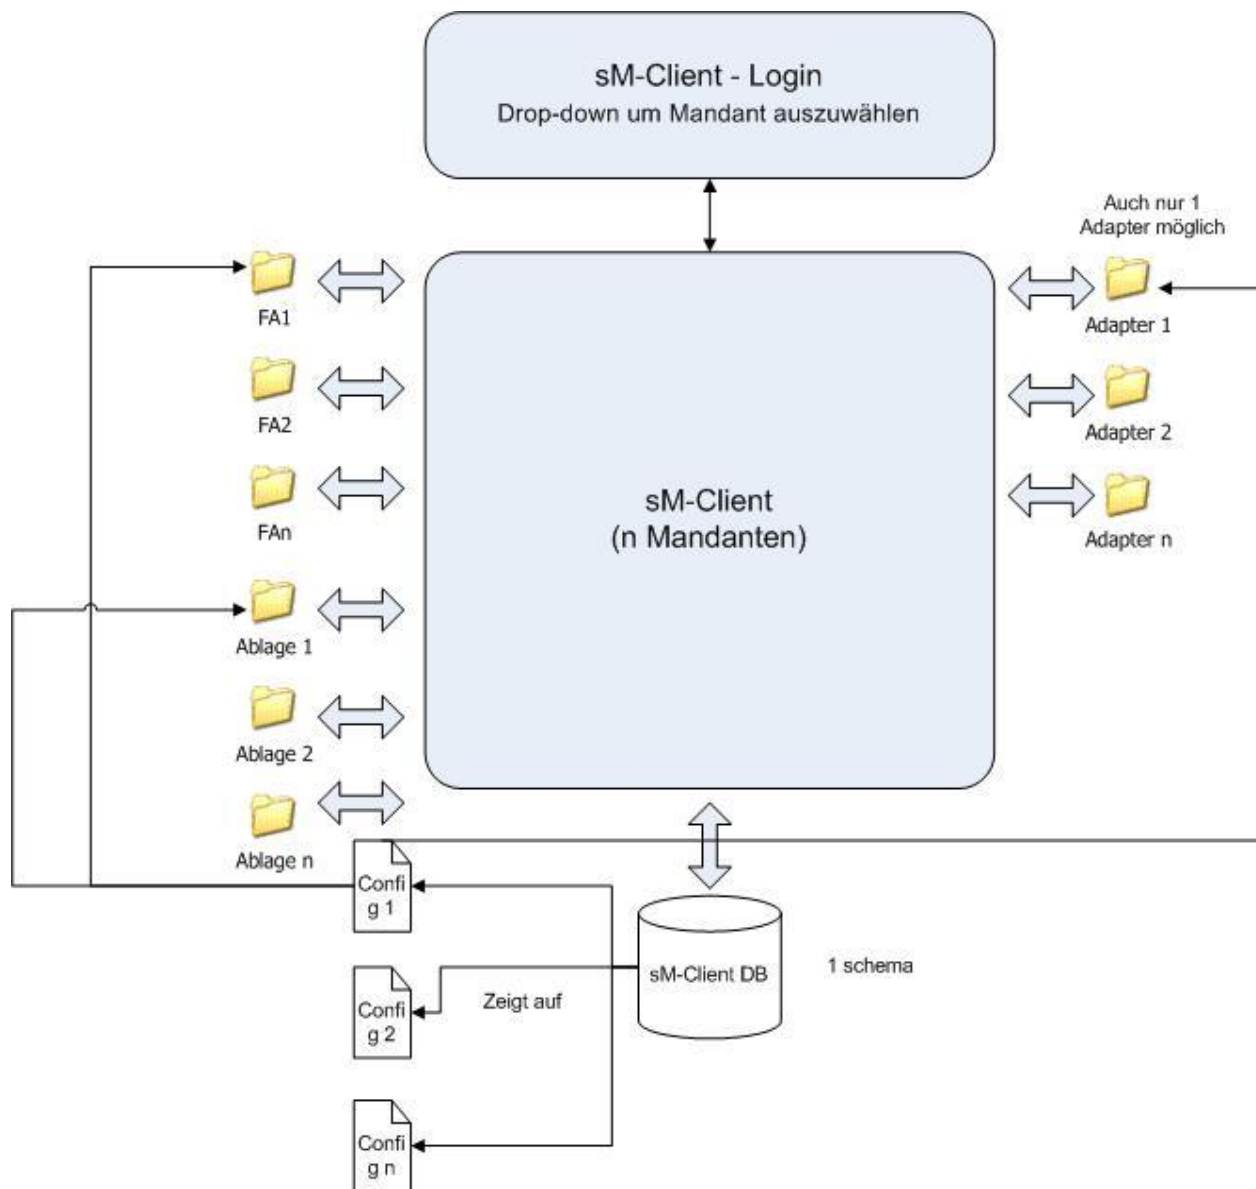 sM-Client - Login
Drop-down um Mandant auszuwählen
Auch nur 1
Adapter möglich
FA1
Adapter 1
FA2
Adapter 2
sM-Client
(n Mandanten)
FAn
Adapter n
Ablage 1
Ablage 2
Ablage n
Confi
g 1
sM-Client DB
1 schema
Zeigt auf
Confi
g 2
Confi
g n